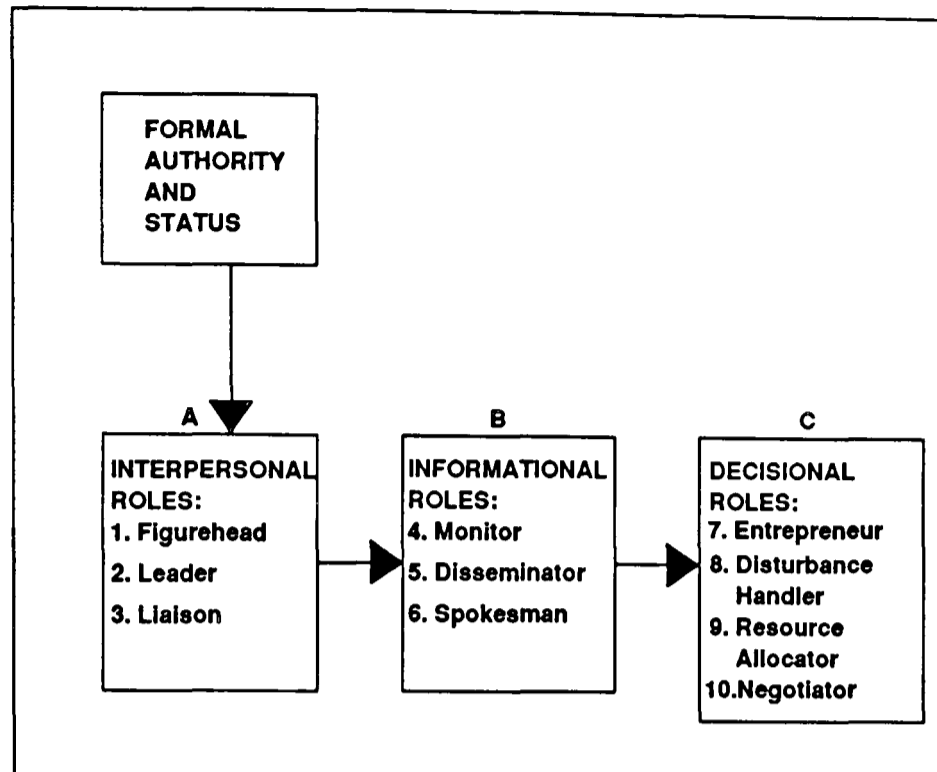 FORMAL
AUTHORITY
AND
STATUS
A
INTERPERSONAL
ROLES:
1. Figurehead
2. Leader
3. Liaison
B
INFORMATIONAL
ROLES:
4. Monitor
5. Disseminator
6. Spokesman
C
DECISIONAL
ROLES:
7. Entrepreneur
8. Disturbance
Handler
9. Resource
Allocator
10.Negotiator